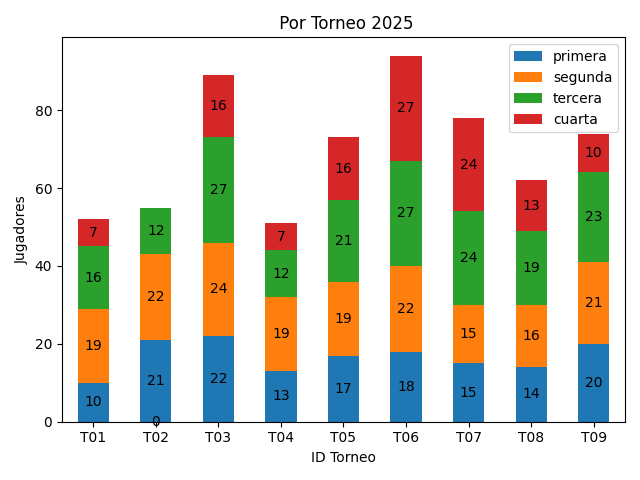 Por Torneo 2025
primera
segunda
tercera
cuarta
Jugadores
80
60
40
20
0
7 16 19 10
12 22 21 0
16 27 24 22
7 12 19 13
16 21 19 17
27 27 22 18
24 24 15 15
13 19 16 14
10 23 21 20
T01 T02 T03 T04 T05 T06 T07 T08 T09
ID Torneo